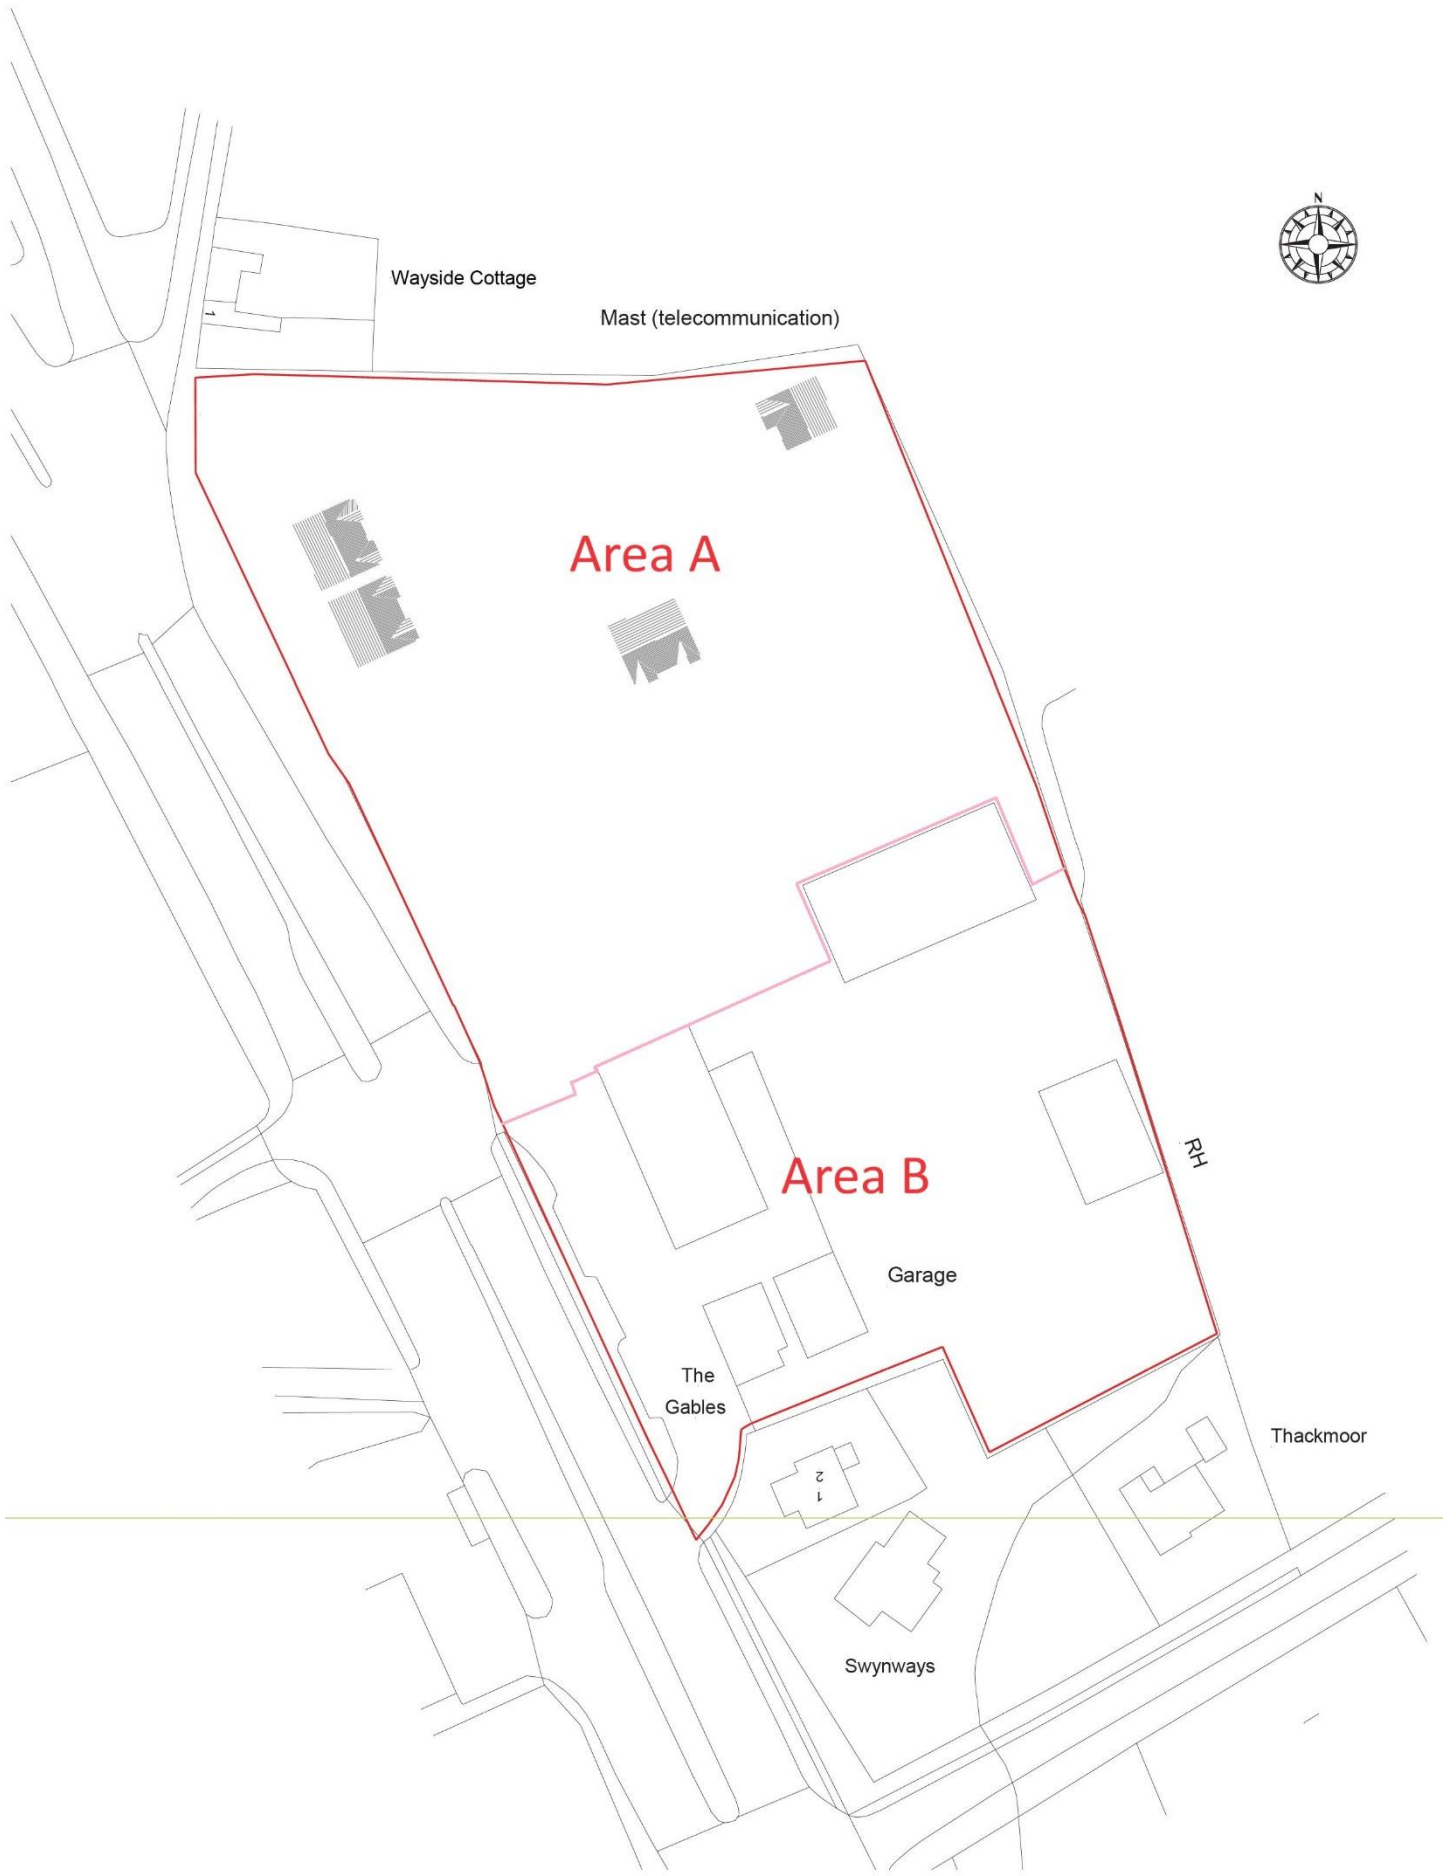 N
Wayside Cottage
1
Mast (telecommunication)
Area A
RH
Area B
Garage
The
Gables
Thackmoor
2
1
Swynways